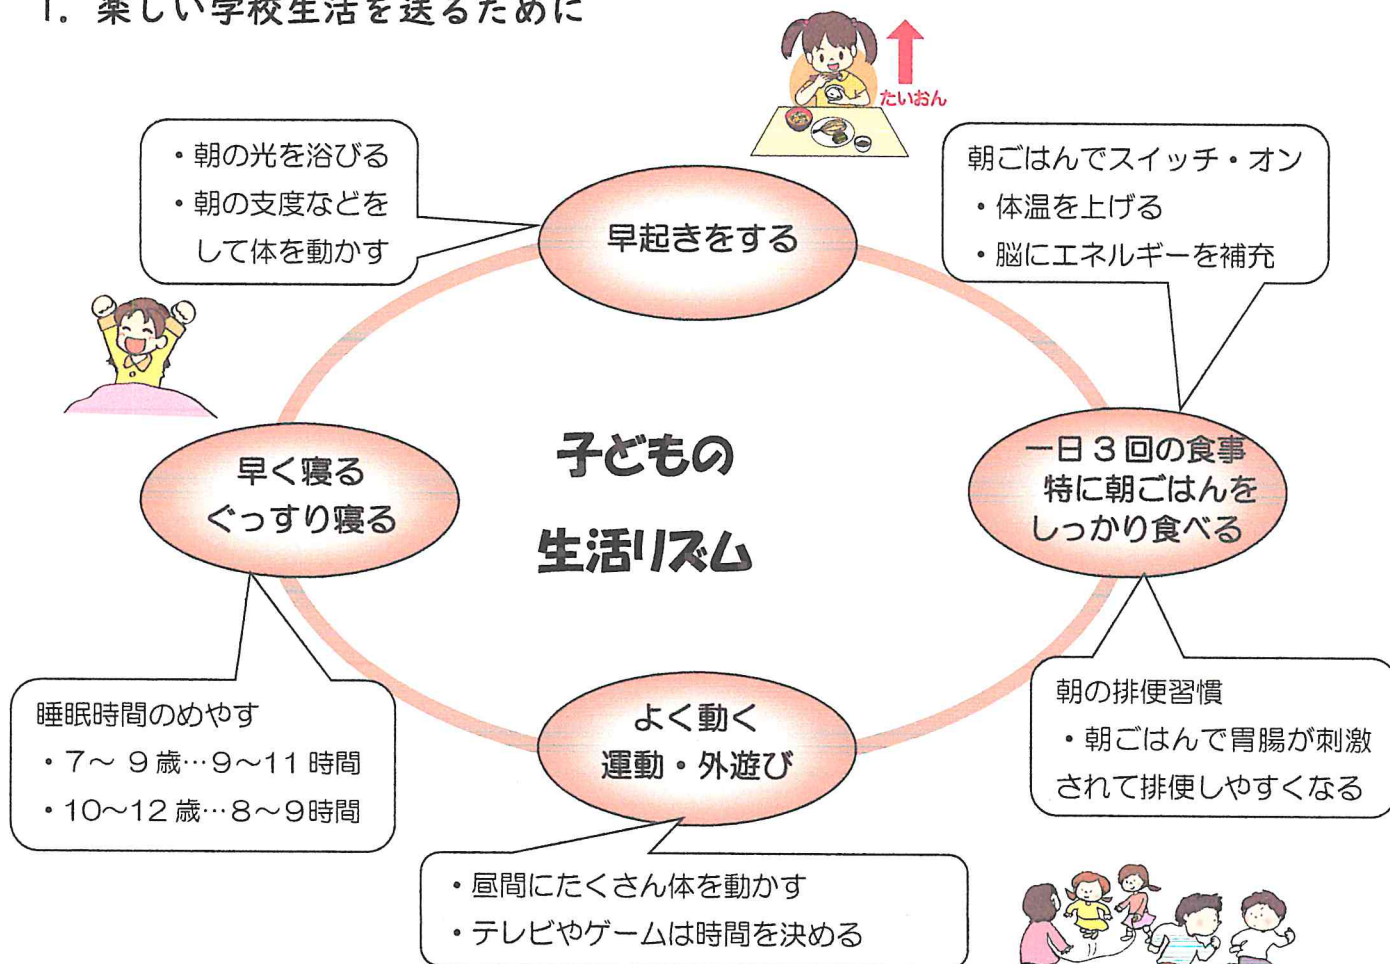 1. 楽しい学校生活を送るために
たいおん
・朝の光を浴びる
・朝の支度などを
して体を動かす
早起きをする
朝ごはんでスイッチ・オン
・体温を上げる
・脳にエネルギーを補充
子どもの
生活リズム
早く寝る
ぐっすり寝る
一日3回の食事
特に朝ごはんを
しっかり食べる
睡眠時間のめやす
・7～ 9歳…9～11時間
・10～12歳…8～9時間
よく動く
運動・外遊び
朝の排便習慣
・朝ごはんで胃腸が刺激
されて排便しやすくなる
・昼間にたくさん体を動かす
・テレビやゲームは時間を決める